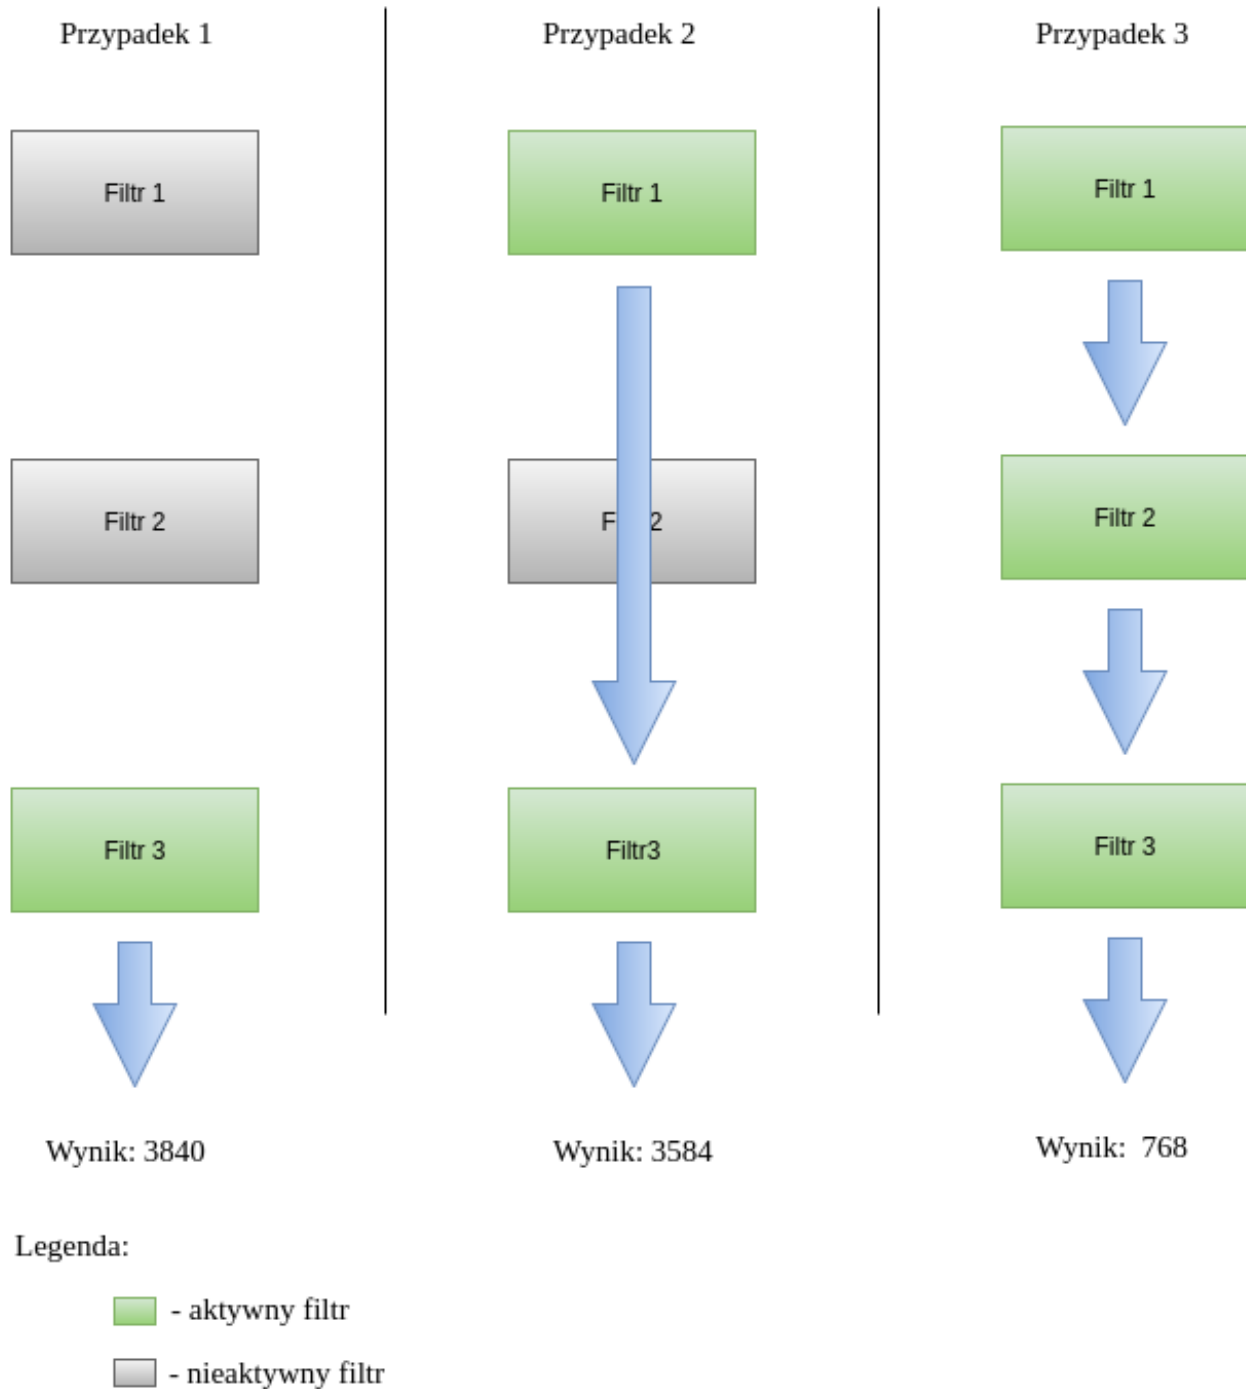 Przypadek 1
Filtr 1
Filtr 2
Filtr 3
Wynik: 3840
Przypadek 2
Filtr 1
F 2
Filtr3
Wynik: 3584
Przypadek 3
Filtr 1
Filtr 2
Filtr 3
Wynik: 768
Legenda:
- aktywny filtr
- nieaktywny filtr